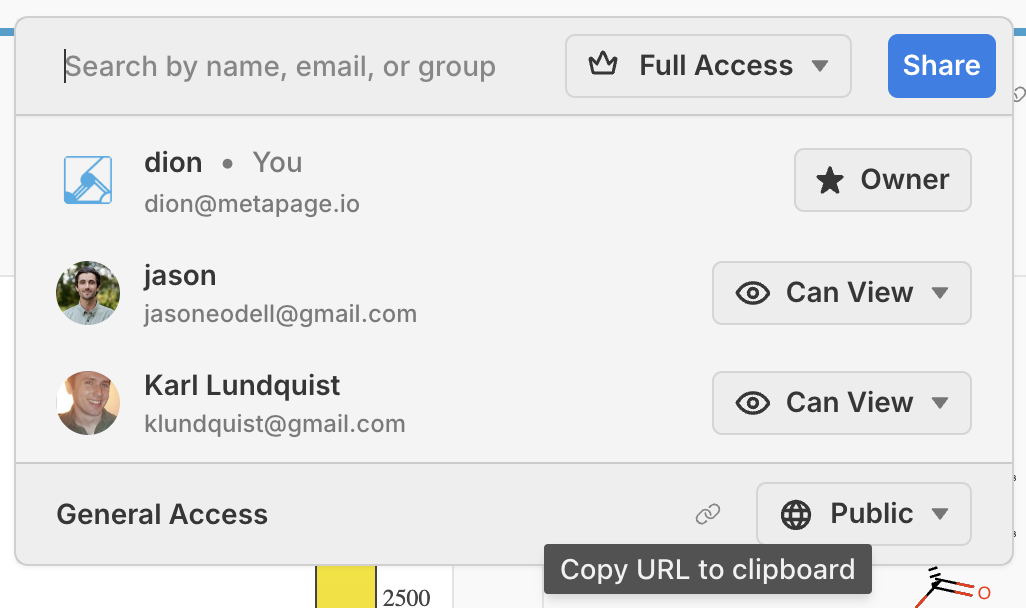 Search by name, email, or group
Full Access
Share
dion • You
dion@metapage.io
Owner
jason
jasoneodell@gmail.com
Can View
Karl Lundquist
klundquist@gmail.com
Can View
General Access
Public
Copy URL to clipboard
2500
O